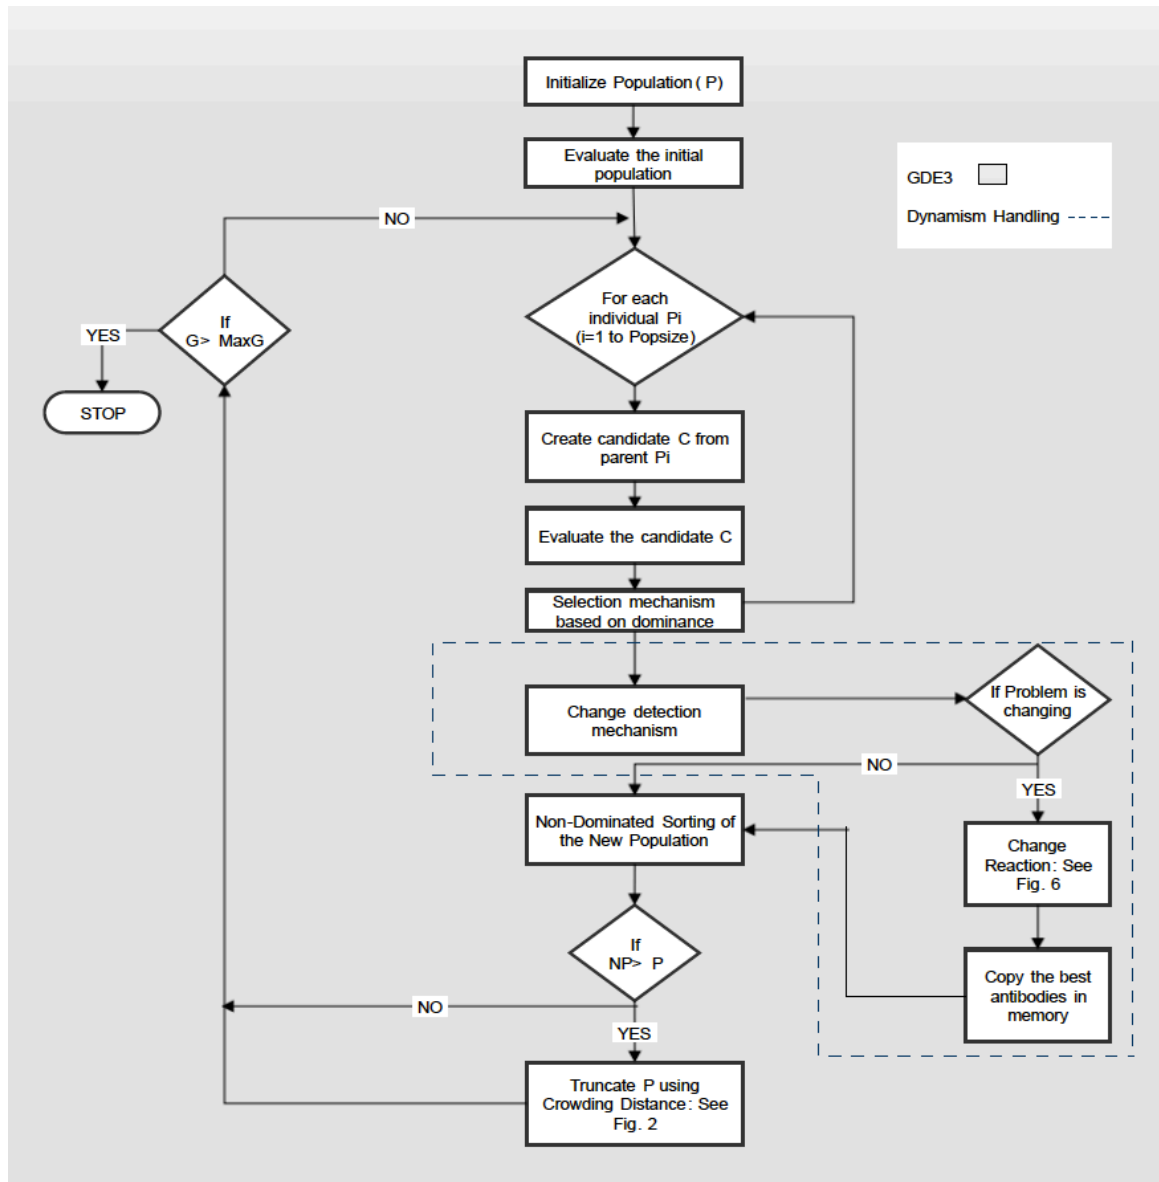 Initialize Population ( P)
Evaluate the initial
population
GDE3
Dynamism Handling
NO
For each
individual Pi
(i=1 to Popsize)
If
G> MaxG
YES
STOP
Create candidate C from
parent Pi
Evaluate the candidate C
Selection mechanism
based on dominance
Change detection
mechanism
If Problem is
changing
NO
YES
Non-Dominated Sorting of
the New Population
Change
Reaction: See
Fig. 6
If
NP> P
Copy the best
antibodies in
memory
NO
YES
Truncate P using
Crowding Distance: See
Fig. 2